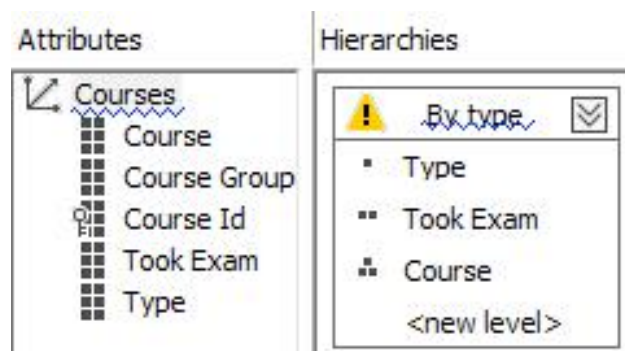 Attributes
Courses
Course
Course Group
Course Id
Took Exam
Type
Hierarchies
By type
Type
Took Exam
Course
<new level>